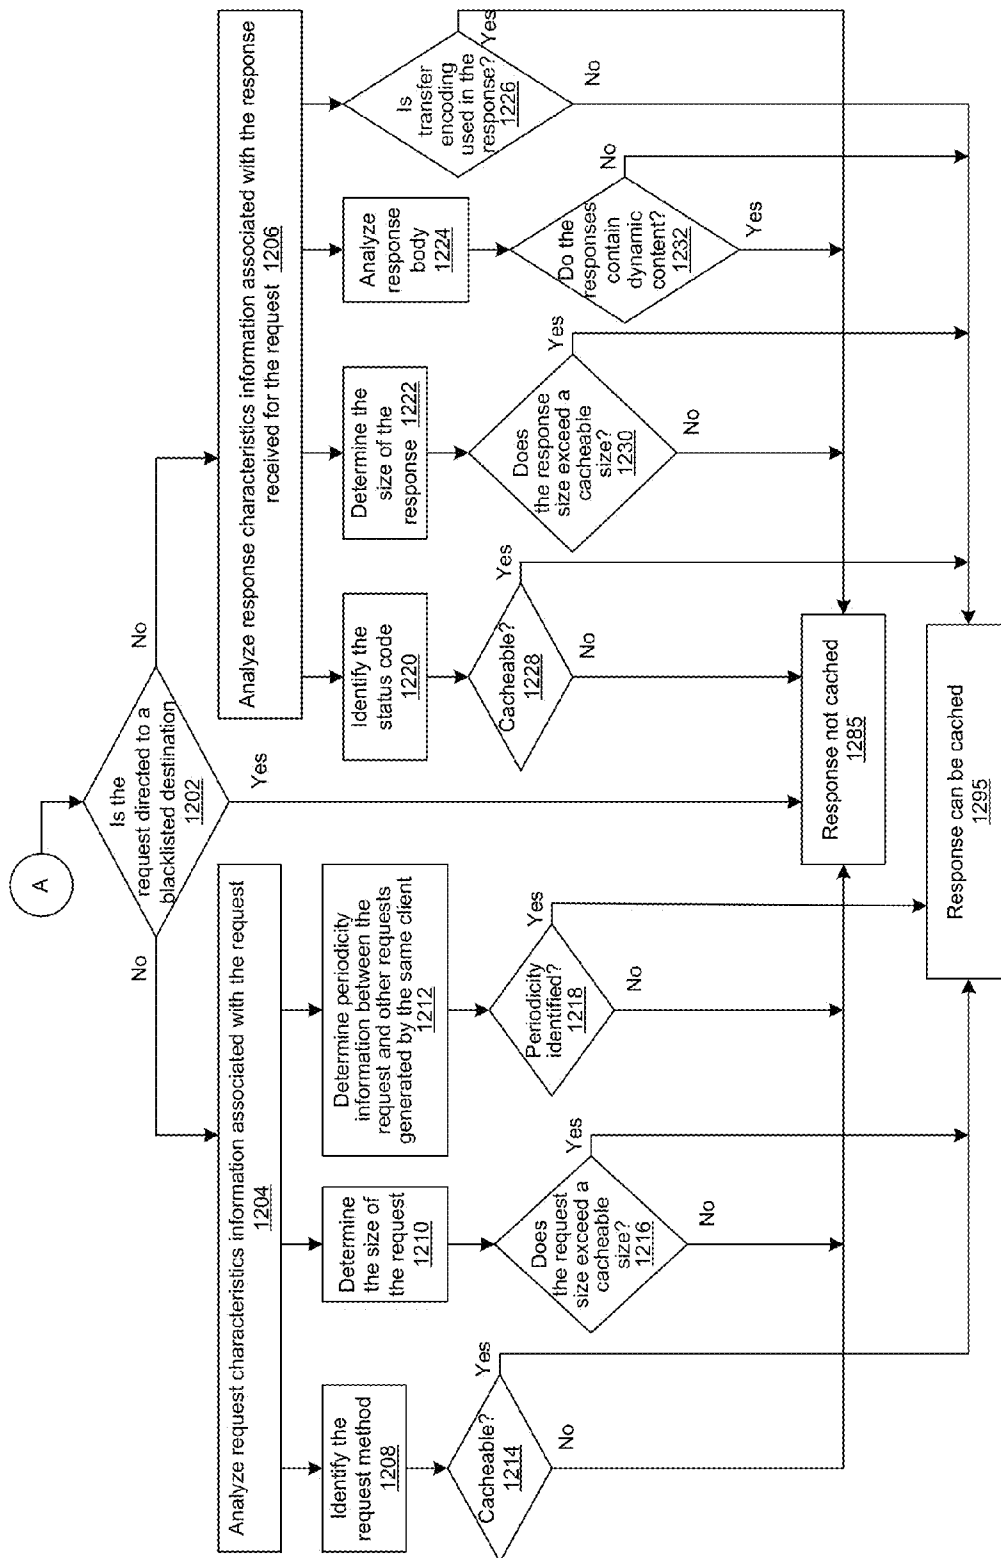 A
Is the
request directed to a
blacklisted destination
1202
No
No
Yes
Analyze request characteristics information associated with the request
1204
Analyze response characteristics information associated with the response
received for the request 1206
Identify the
request method
1208
Determine
the size of
the request
1210
Determine periodicity
information between the
request and other requests
generated by the same client
1212
Identify the
status code
1220
Determine the
size of the
response 1222
Analyze
response
body
1224
Is
transfer
encoding
used in the
response?
1226
Yes
No
Cacheable?
1214
Yes
No
Does
the request
size exceed a
cacheable
size?
1216
Yes
No
Periodicity
identified?
1218
Yes
No
Cacheable?
1228
Yes
No
Does
the response
size exceed a
cacheable
size?
1230
Yes
No
Do the
responses
contain
dynamic
content?
1232
No
Yes
Response not cached
1285
Response can be cached
1295